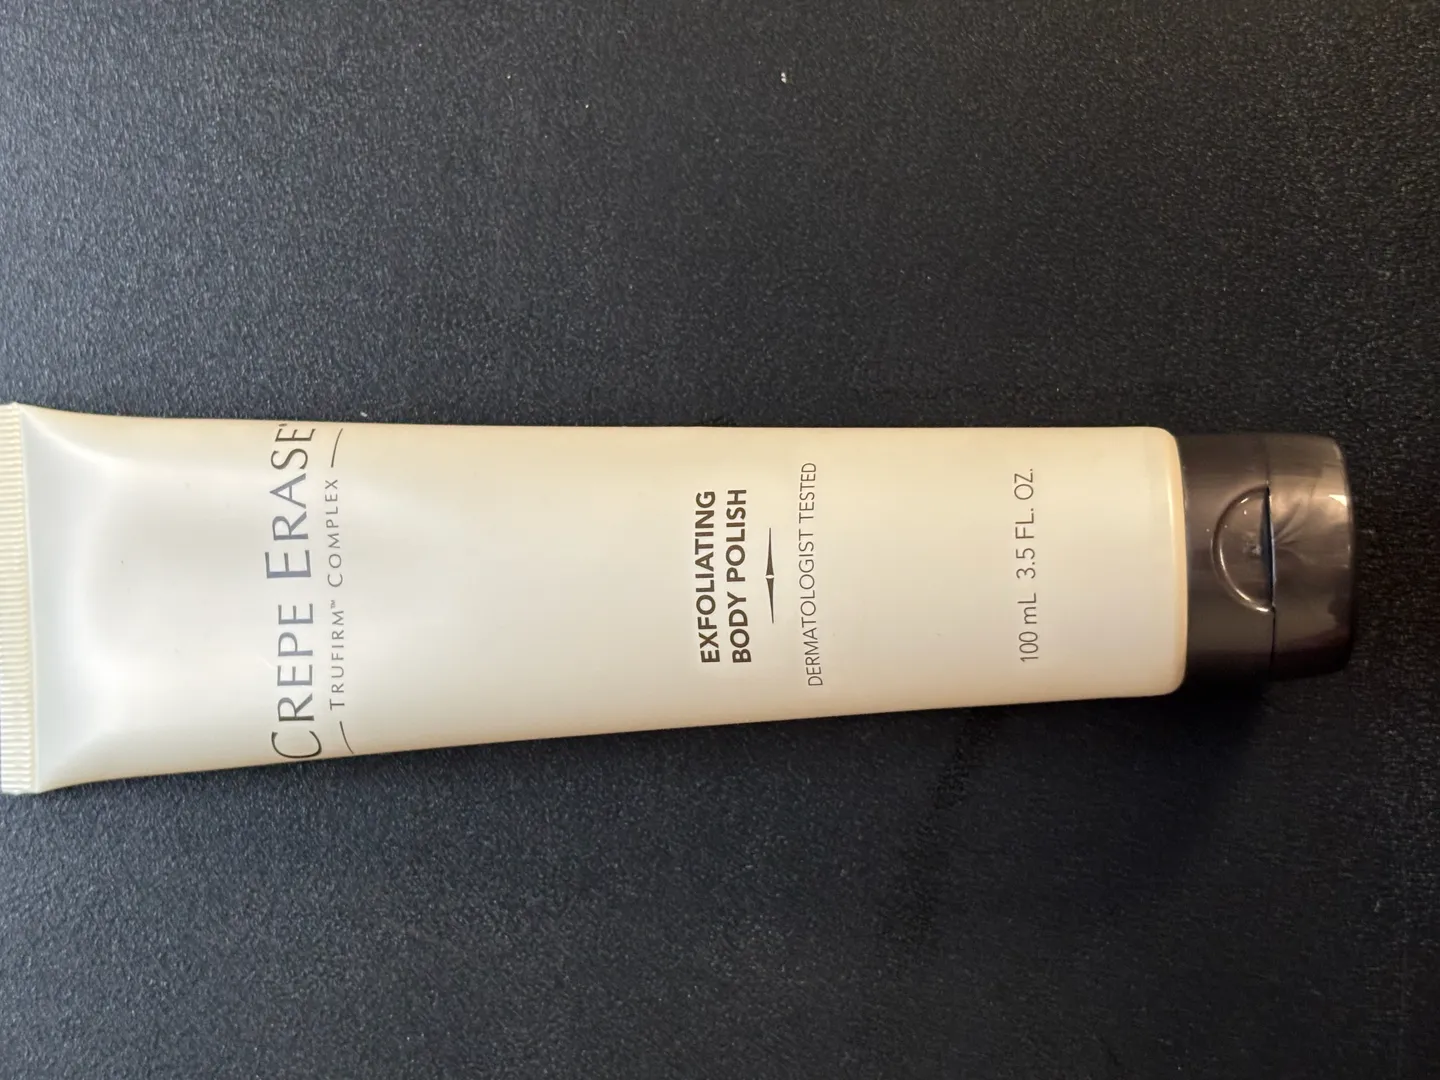 CREPE ERASE
TRUFIRM™ COMPLEX
EXFOLIATING
BODY POLISH
DERMATOLOGIST TESTED
100 mL 3.5 FL. OZ.